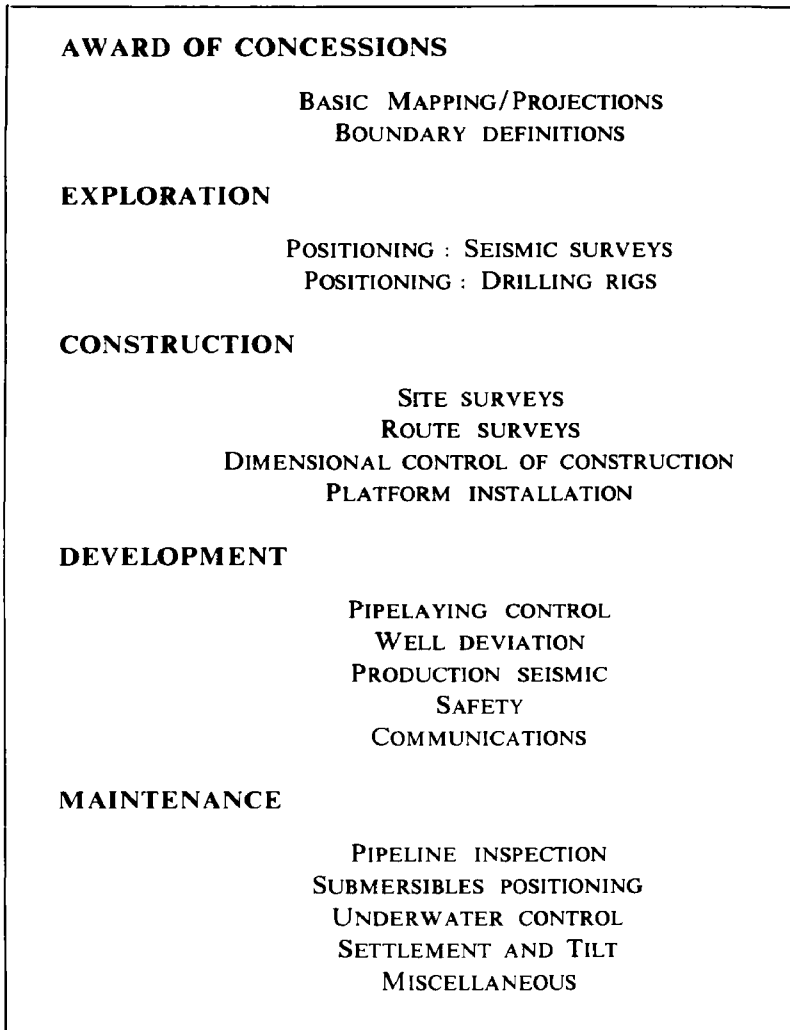 AWARD OF CONCESSIONS
BASIC MAPPING/PROJECTIONS
BOUNDARY DEFINITIONS
EXPLORATION
POSITIONING : SEISMIC SURVEYS
POSITIONING : DRILLING RIGS
CONSTRUCTION
SITE SURVEYS
ROUTE SURVEYS
DIMENSIONAL CONTROL OF CONSTRUCTION
PLATFORM INSTALLATION
DEVELOPMENT
PIPELAYING CONTROL
WELL DEVIATION
PRODUCTION SEISMIC
SAFETY
COMMUNICATIONS
MAINTENANCE
PIPELINE INSPECTION
SUBMERSIBLES POSITIONING
UNDERWATER CONTROL
SETTLEMENT AND TILT
MISCELLANEOUS